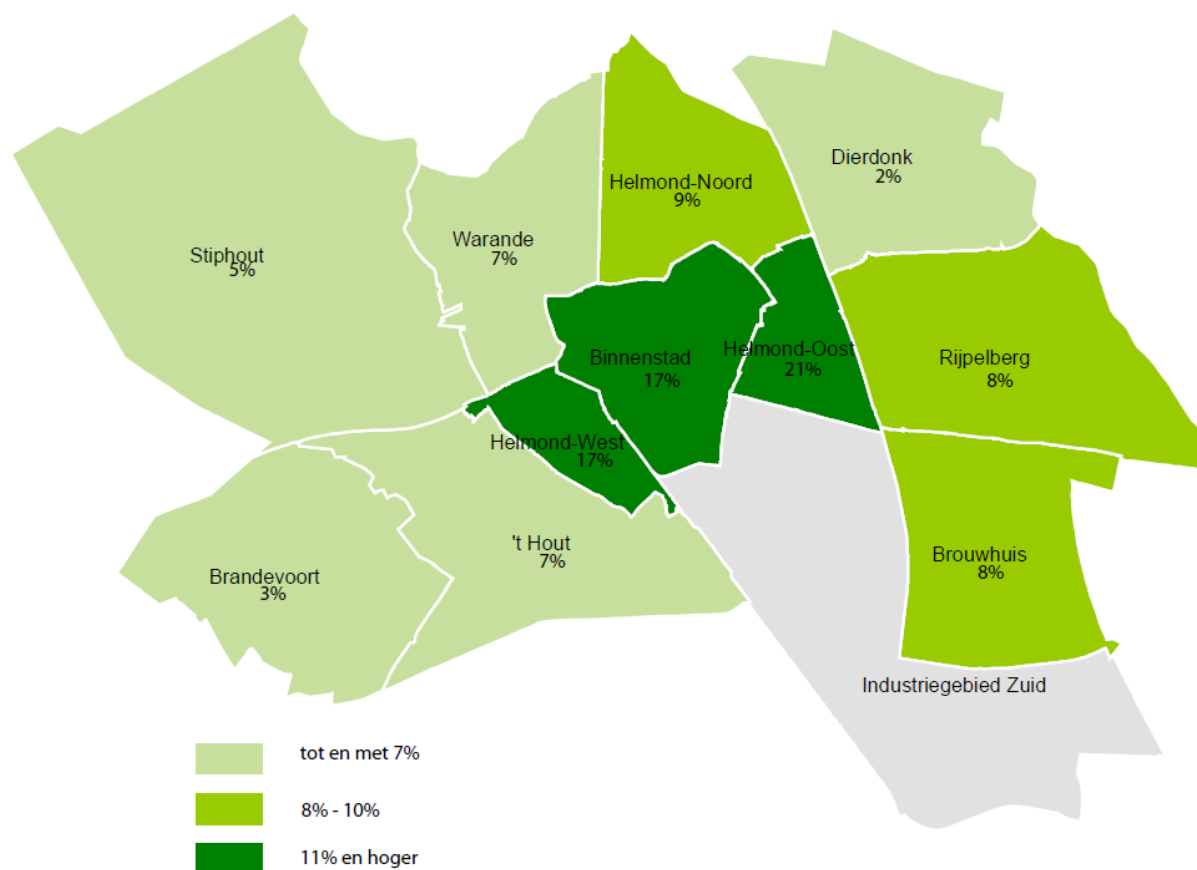 Dierdonk
2%
Helmond-Noord
9%
Warande
7%
Stiphout
5%
Binnenstad
17%
Helmond-Oost
21%
Rijpelberg
8%
Helmond-West
17%
't Hout
7%
Brouwhuis
8%
Brandevoort
3%
Industriegebied Zuid
tot en met 7%
8% - 10%
11% en hoger